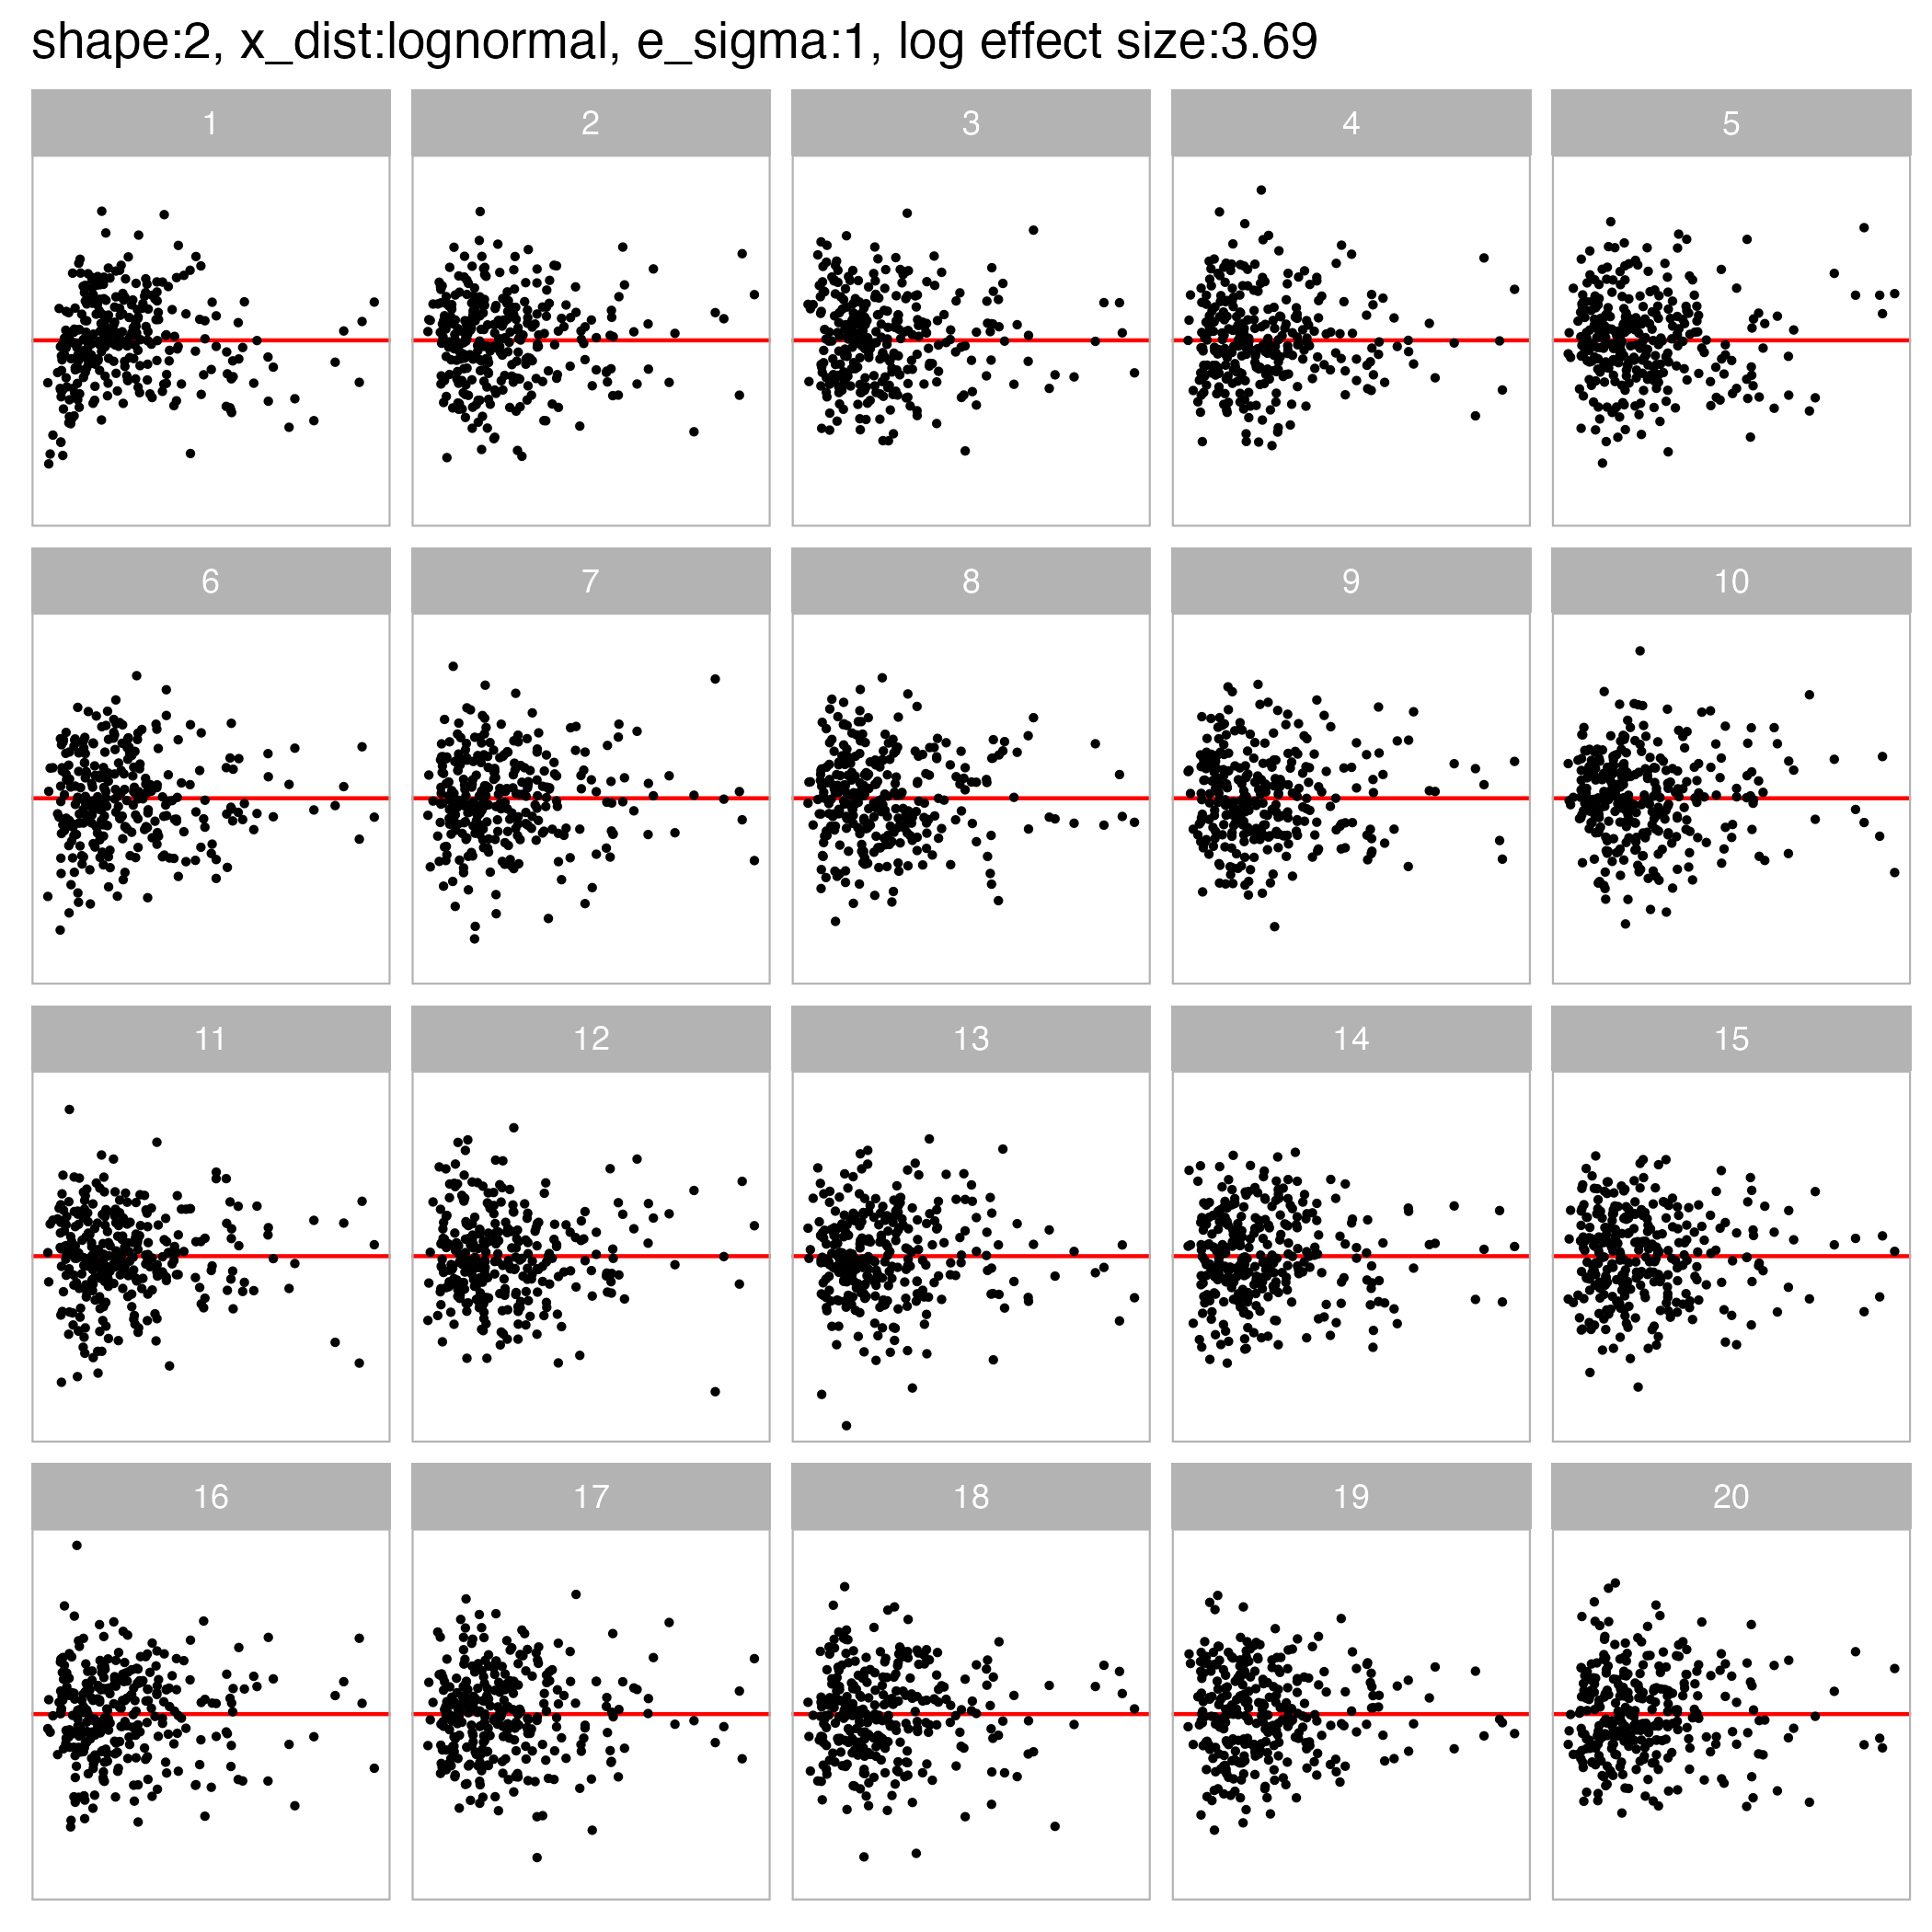 shape:2, x_dist:lognormal, e_sigma:1, log effect size:3.69
1 2 3 4 5
6 7 8 9 10
11 12 13 14 15
16 17 18 19 20